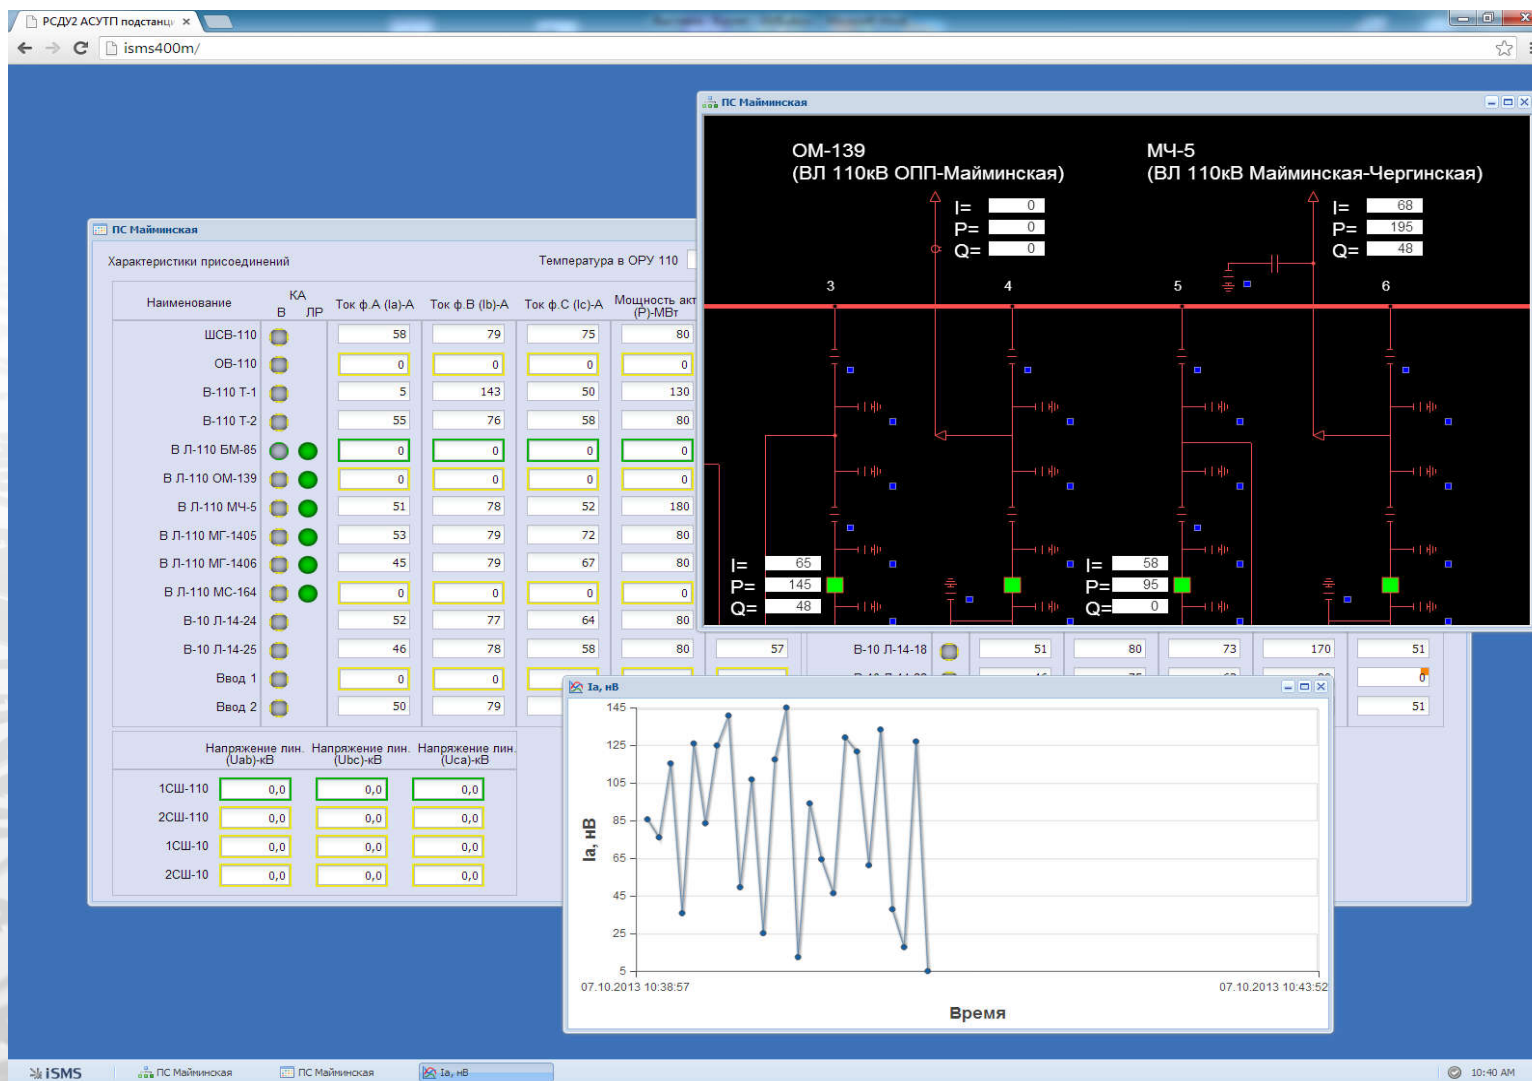 РСДУ2 АСУТП подстанци
isms400m/
ПС Майминская
ОМ-139
(ВЛ 110кВ ОПП-Майминская)
МЧ-5
(ВЛ 110кВ Майминская-Чергинская)
I= 0
P= 0
Q= 0
I= 68
P= 195
Q= 48
3 4 5 6
I= 65
P= 145
Q= 48
I= 58
P= 95
Q= 0
ПС Майминская
Характеристики присоединений
Температура в ОРУ 110
Наименование КА В ЛР Ток ф.А (Ia)-А Ток ф.В (Ib)-А Ток ф.С (Ic)-А Мощность акт (P)-МВт
ШСВ-110 58 79 75 80
ОВ-110 0 0 0 0
В-110 Т-1 5 143 50 130
В-110 Т-2 55 76 58 80
В Л-110 БМ-85 0 0 0 0
В Л-110 ОМ-139 0 0 0 0
В Л-110 МЧ-5 51 78 52 180
В Л-110 МГ-1405 53 79 72 80
В Л-110 МГ-1406 45 79 67 80
В Л-110 МС-164 0 0 0 0
В-10 Л-14-24 52 77 64 80
В-10 Л-14-25 46 78 58 80 57 В-10 Л-14-18 51 80 73 170 51
Ввод 1 0 0 0
Ввод 2 50 79 51
Напряжение лин. (Uab)-кВ Напряжение лин. (Ubc)-кВ Напряжение лин. (Uca)-кВ
1СШ-110 0,0 0,0 0,0
2СШ-110 0,0 0,0 0,0
1СШ-10 0,0 0,0 0,0
2СШ-10 0,0 0,0 0,0
Ia, нВ
145
125
105
85
65
45
25
5
Ia, нВ
07.10.2013 10:38:57 07.10.2013 10:43:52
Время
iSMS ПС Майминская ПС Майминская Ia, нВ 10:40 AM